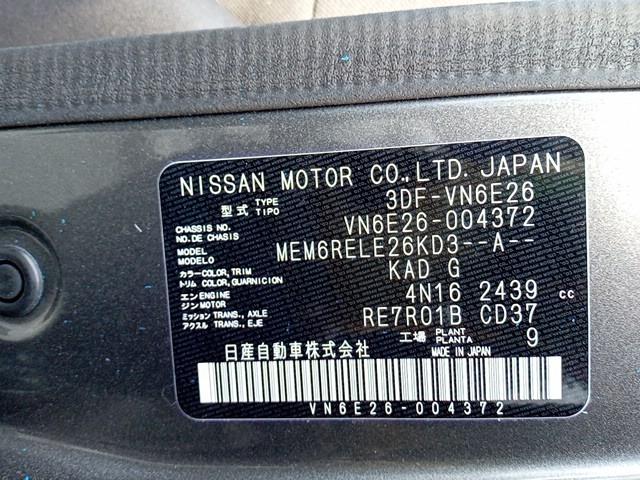 NISSAN MOTOR CO.,LTD. JAPAN
型式 TYPE TIPO 3DF-VN6E26
CHASSIS NO. NO.DE CHASIS VN6E26-004372
MODEL MODELO MEM6RELE26KD3--A--
カラー COLOR, TRIM トリム COLOR, GUARNICION KAD G
エンジン ENGINE MOTOR 4N16 2439 cc
ミッション TRANS., AXLE アクスル TRANS., EJE RE7R01B CD37
工場 PLANT PLANTA 9
日産自動車株式会社 MADE IN JAPAN
VN6E26-004372